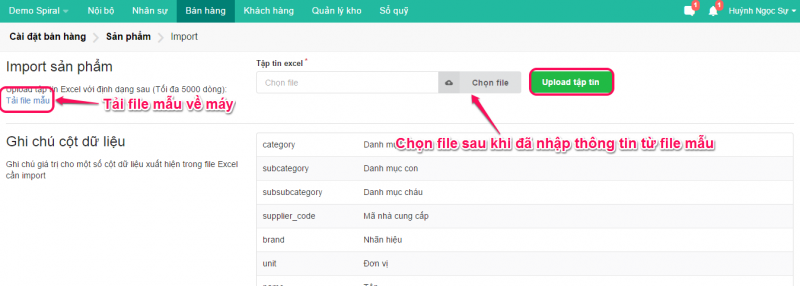 Demo Spiral Nội bộ Nhân sự Bán hàng Khách hàng Quản lý kho Sổ quỹ 1 1 Huỳnh Ngọc Sự
Cài đặt bán hàng Sản phẩm Import
Import sản phẩm
Upload tập tin Excel với định dạng sau (Tối đa 5000 dòng):
Tải file mẫu
Tải file mẫu về máy
Tập tin excel *
Chọn file Chọn file Upload tập tin
Chọn file sau khi đã nhập thông tin từ file mẫu
Ghi chú cột dữ liệu
Ghi chú giá trị cho một số cột dữ liệu xuất hiện trong file Excel
cần import
category Danh mục
subcategory Danh mục con
subsubcategory Danh mục cháu
supplier_code Mã nhà cung cấp
brand Nhãn hiệu
unit Đơn vị